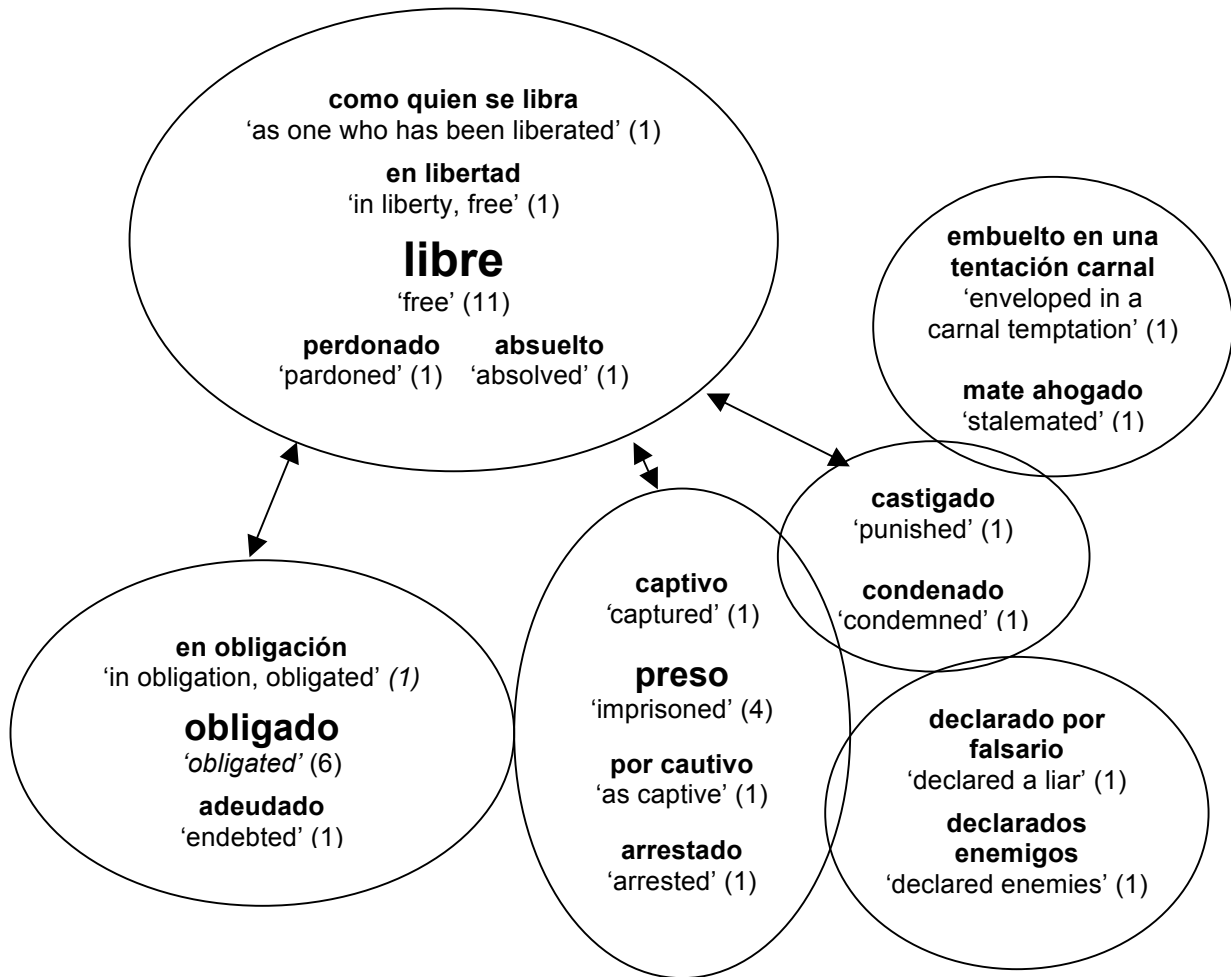 como quien se libra
‘as one who has been liberated’ (1)
en libertad
‘in liberty, free’ (1)
libre
‘free’ (11)
perdonado
‘pardoned’ (1)
absuelto
‘absolved’ (1)
embuelto en una
tentación carnal
‘enveloped in a
carnal temptation’ (1)
mate ahogado
‘stalemated’ (1)
castigado
‘punished’ (1)
condenado
‘condemned’ (1)
en obligación
‘in obligation, obligated’ (1)
obligado
‘obligated’ (6)
adeudado
‘endebted’ (1)
captivo
‘captured’ (1)
preso
‘imprisoned’ (4)
por cautivo
‘as captive’ (1)
arrestado
‘arrested’ (1)
declarado por
falsario
‘declared a liar’ (1)
declarados
enemigos
‘declared enemies’ (1)